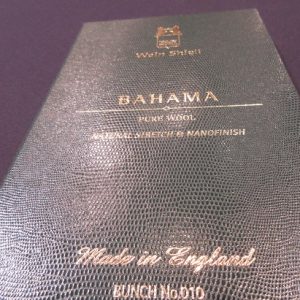 Wain Shiell
BAHAMA
PURE WOOL
NATURAL STRETCH & NANOFINISH
Made in England
BUNCH No.010